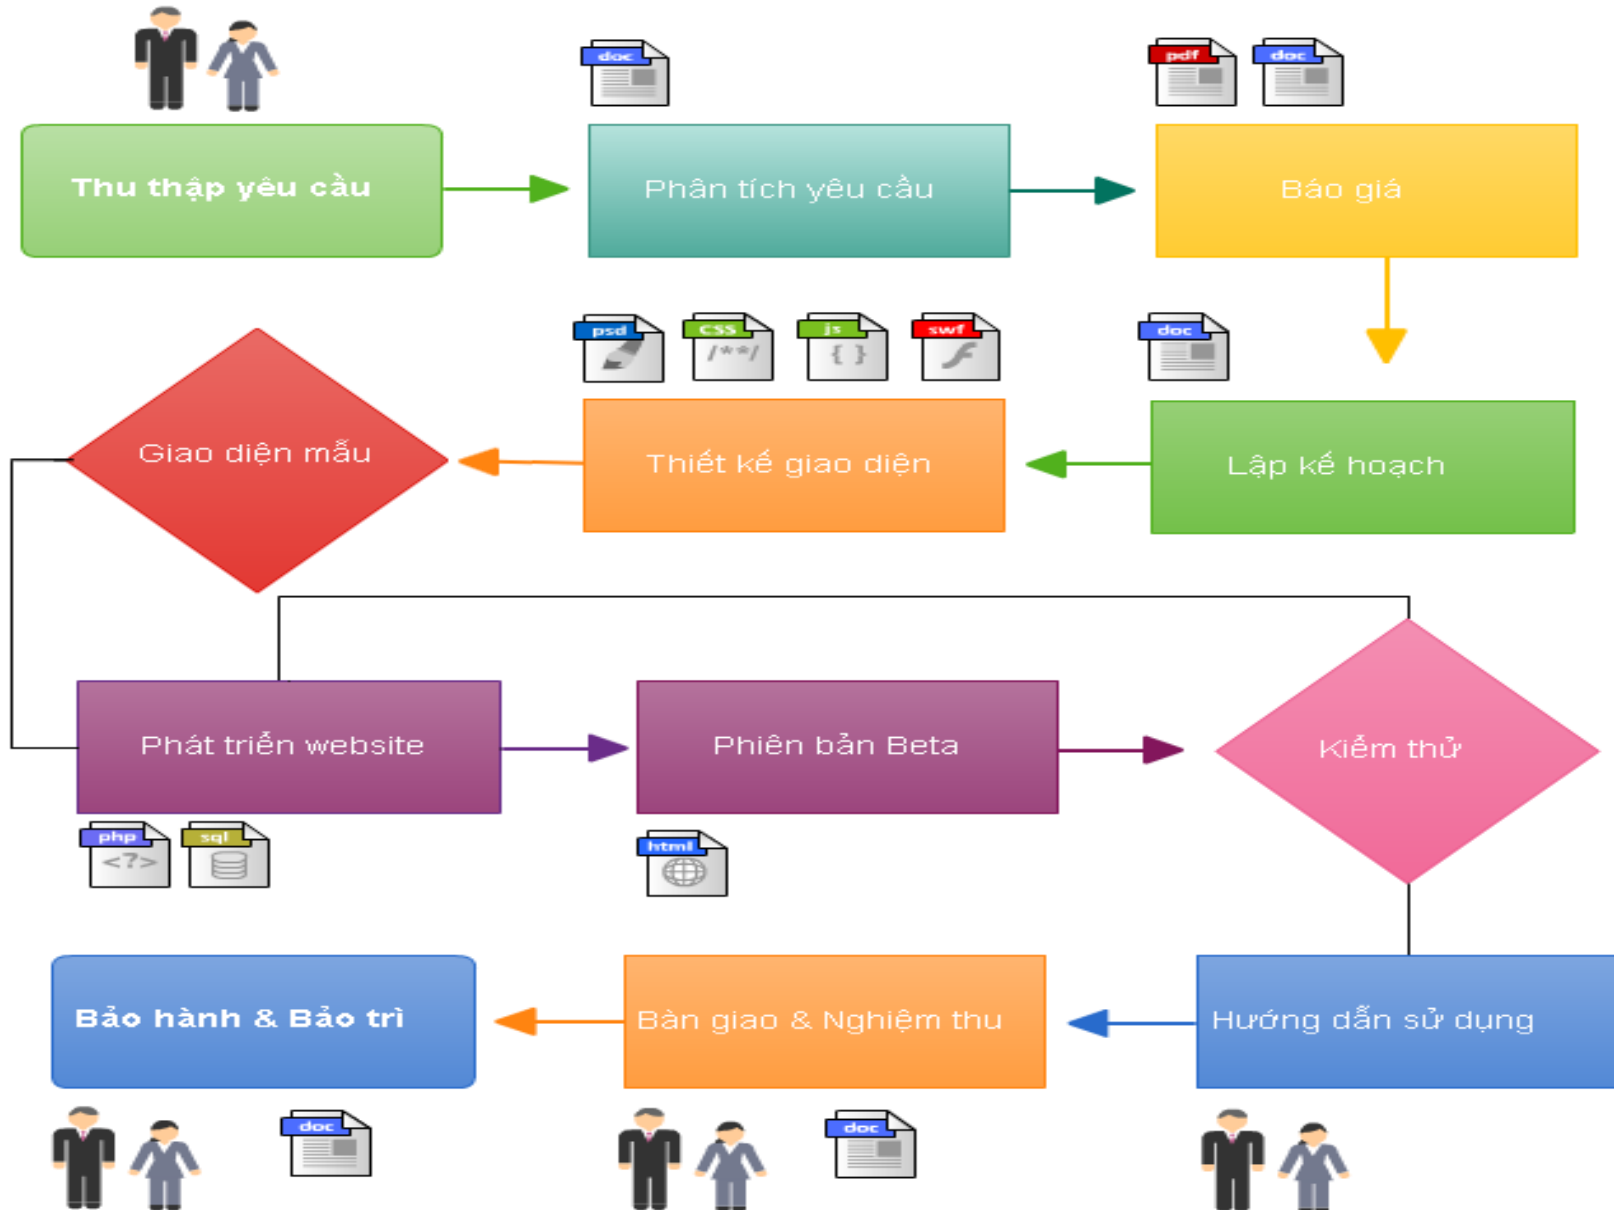 doc
pdf
doc
Thu thập yêu cầu
Phân tích yêu cầu
Báo giá
psd
css
/**/
js
{ }
swf
doc
Giao diện mẫu
Thiết kế giao diện
Lập kế hoạch
Phát triển website
Phiên bản Beta
Kiểm thử
php
<?>
sql
html
Bảo hành & Bảo trì
Bàn giao & Nghiệm thu
Hướng dẫn sử dụng
doc
doc